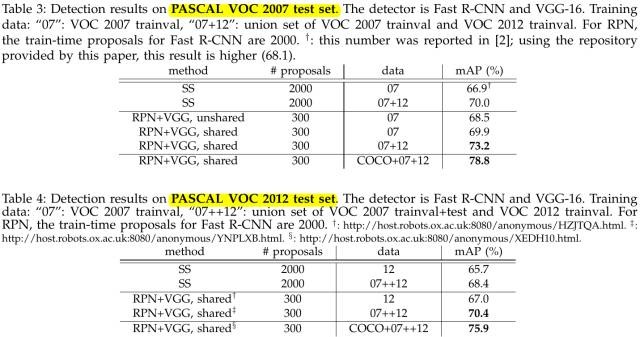 Table 3: Detection results on PASCAL VOC 2007 test set. The detector is Fast R-CNN and VGG-16. Training
data: “07”: VOC 2007 trainval, “07+12”: union set of VOC 2007 trainval and VOC 2012 trainval. For RPN,
the train-time proposals for Fast R-CNN are 2000. †: this number was reported in [2]; using the repository
provided by this paper, this result is higher (68.1).
method # proposals data mAP (%)
SS 2000 07 66.9†
SS 2000 07+12 70.0
RPN+VGG, unshared 300 07 68.5
RPN+VGG, shared 300 07 69.9
RPN+VGG, shared 300 07+12 73.2
RPN+VGG, shared 300 COCO+07+12 78.8
Table 4: Detection results on PASCAL VOC 2012 test set. The detector is Fast R-CNN and VGG-16. Training
data: “07”: VOC 2007 trainval, “07++12”: union set of VOC 2007 trainval+test and VOC 2012 trainval. For
RPN, the train-time proposals for Fast R-CNN are 2000. †: http://host.robots.ox.ac.uk:8080/anonymous/HZJTQA.html. ‡:
http://host.robots.ox.ac.uk:8080/anonymous/YNPLXB.html. §: http://host.robots.ox.ac.uk:8080/anonymous/XEDH10.html.
method # proposals data mAP (%)
SS 2000 12 65.7
SS 2000 07++12 68.4
RPN+VGG, shared† 300 12 67.0
RPN+VGG, shared‡ 300 07++12 70.4
RPN+VGG, shared§ 300 COCO+07++12 75.9